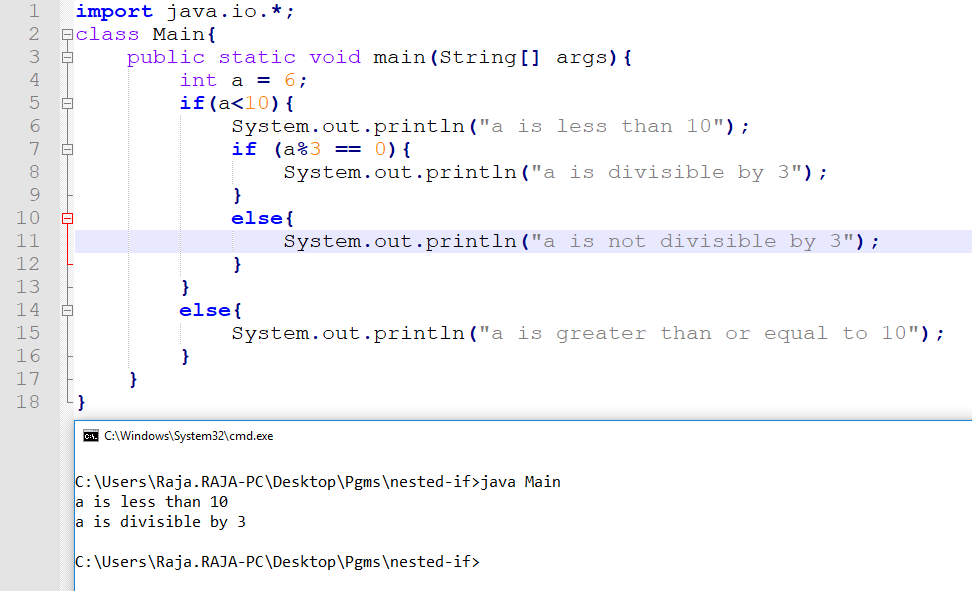 1 import java.io.*;
2 class Main{
3 public static void main(String[] args){
4 int a = 6;
5 if(a<10){
6 System.out.println("a is less than 10");
7 if (a%3 == 0){
8 System.out.println("a is divisible by 3");
9 }
10 else{
11 System.out.println("a is not divisible by 3");
12 }
13 }
14 else{
15 System.out.println("a is greater than or equal to 10");
16 }
17 }
18 }
C:\Windows\System32\cmd.exe
C:\Users\Raja.RAJA-PC\Desktop\Pgms\nested-if>java Main
a is less than 10
a is divisible by 3
C:\Users\Raja.RAJA-PC\Desktop\Pgms\nested-if>